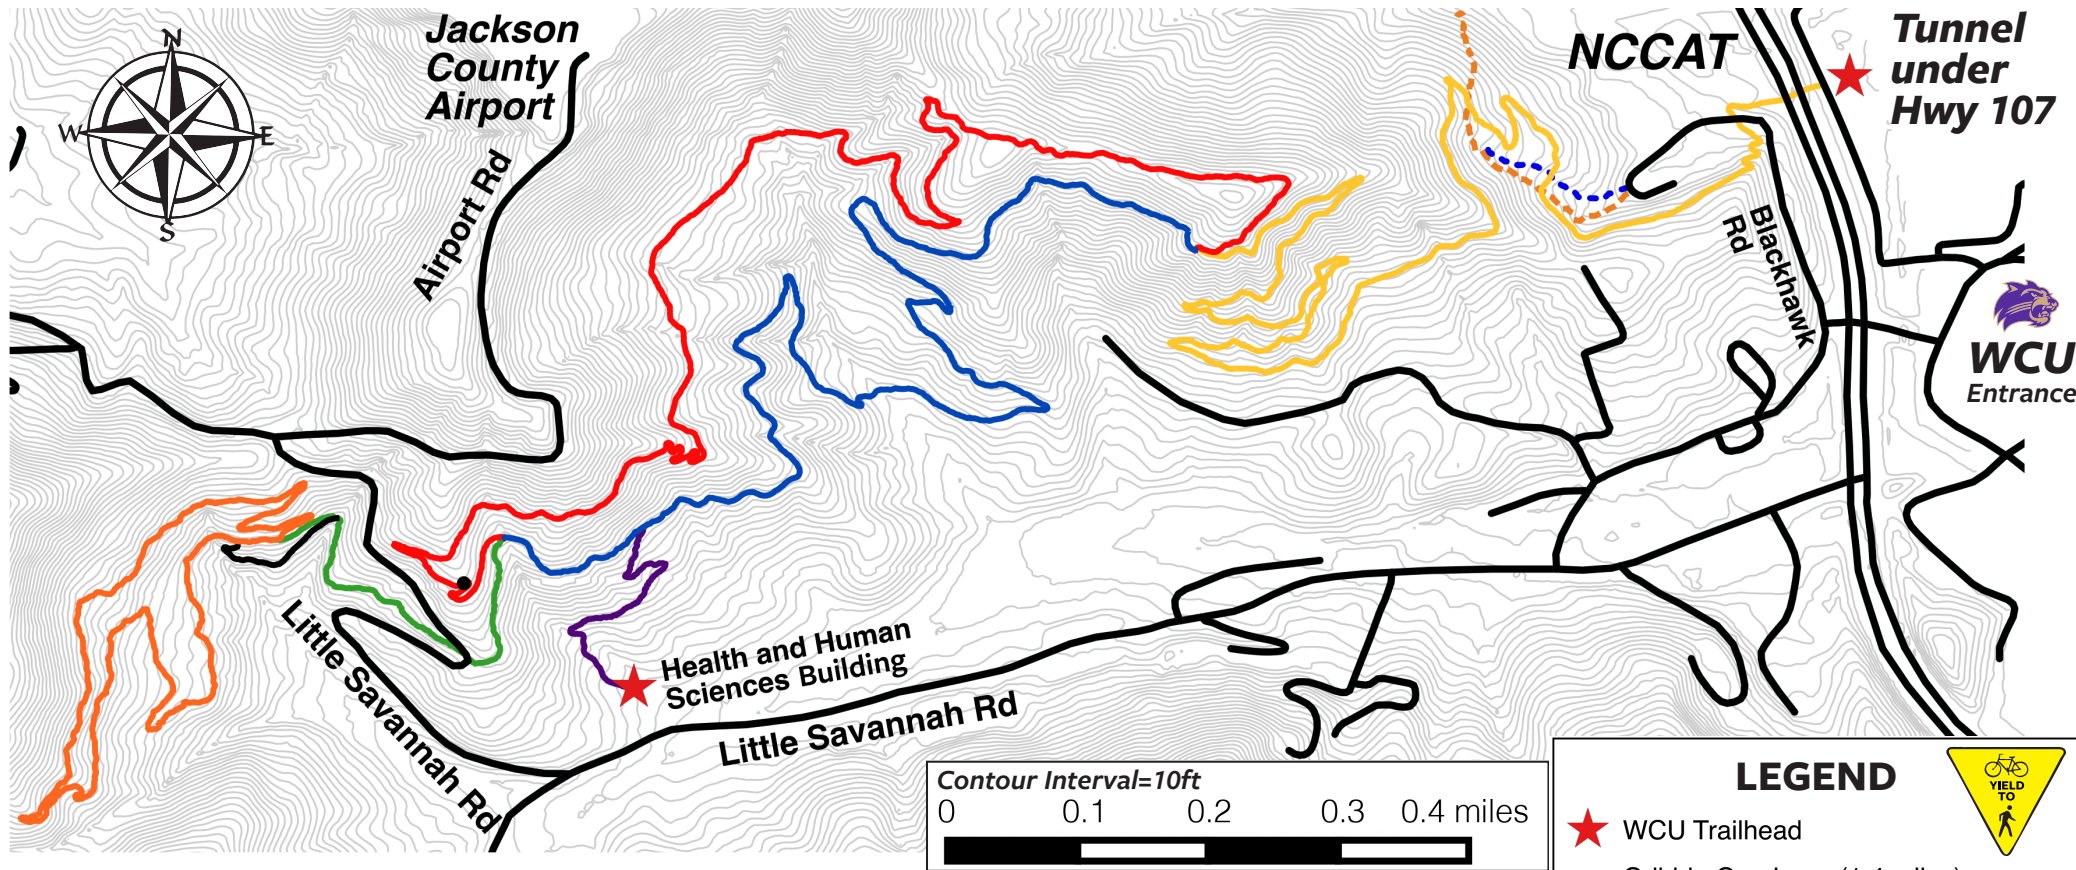 N
W
E
S
Jackson
County
Airport
Airport Rd
NCCAT
Tunnel
under
Hwy 107
Blackhawk
Rd
WCU
Entrance
Little Savannah Rd
Health and Human
Sciences Building
Little Savannah Rd
Contour Interval=10ft
0 0.1 0.2 0.3 0.4 miles
LEGEND
YIELD
TO
WCU Trailhead